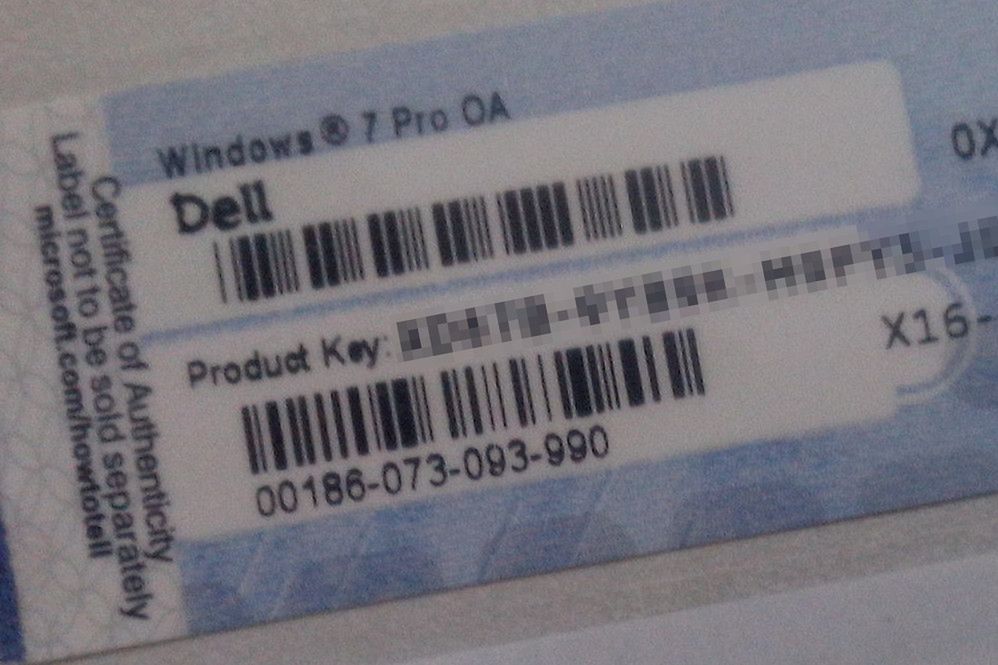 Windows® 7 Pro OA
Dell
0X
Product Key:
X16-
00186-073-093-990
Certificate of Authenticity
Label not to be sold separately
microsoft.com/howtotell